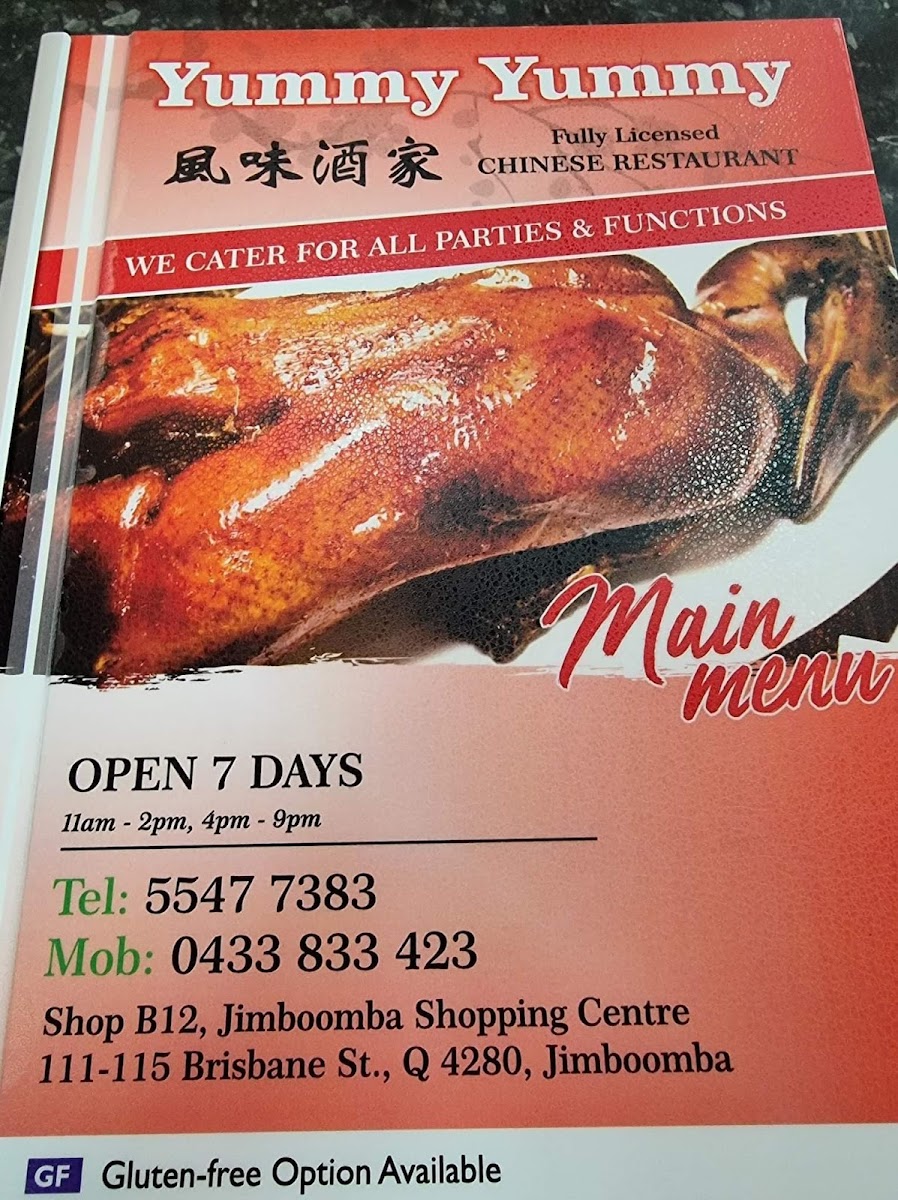 Yummy Yummy
風味酒家
Fully Licensed
CHINESE RESTAURANT
WE CATER FOR ALL PARTIES & FUNCTIONS
Main
menu
OPEN 7 DAYS
11am - 2pm, 4pm - 9pm
Tel: 5547 7383
Mob: 0433 833 423
Shop B12, Jimboomba Shopping Centre
111-115 Brisbane St., Q 4280, Jimboomba
GF Gluten-free Option Available